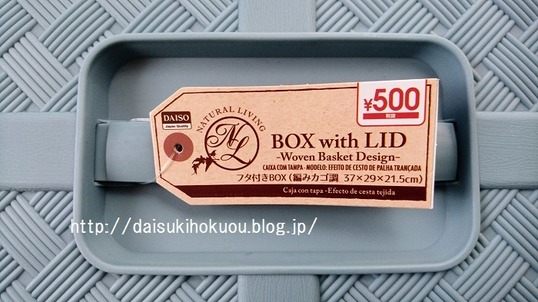 DAISO
Japan Quality
NATURAL LIVING
NL
¥500
税抜
BOX with LID
-Woven Basket Design-
CAIXA COM TAMPA - MODELO: EFEITO DE CESTO DE PALHA TRANÇADA
フタ付きBOX(編みカゴ調 37×29×21.5cm)
Caja con tapa -Efecto de cesta tejida
http://daisukihokuou.blog.jp/